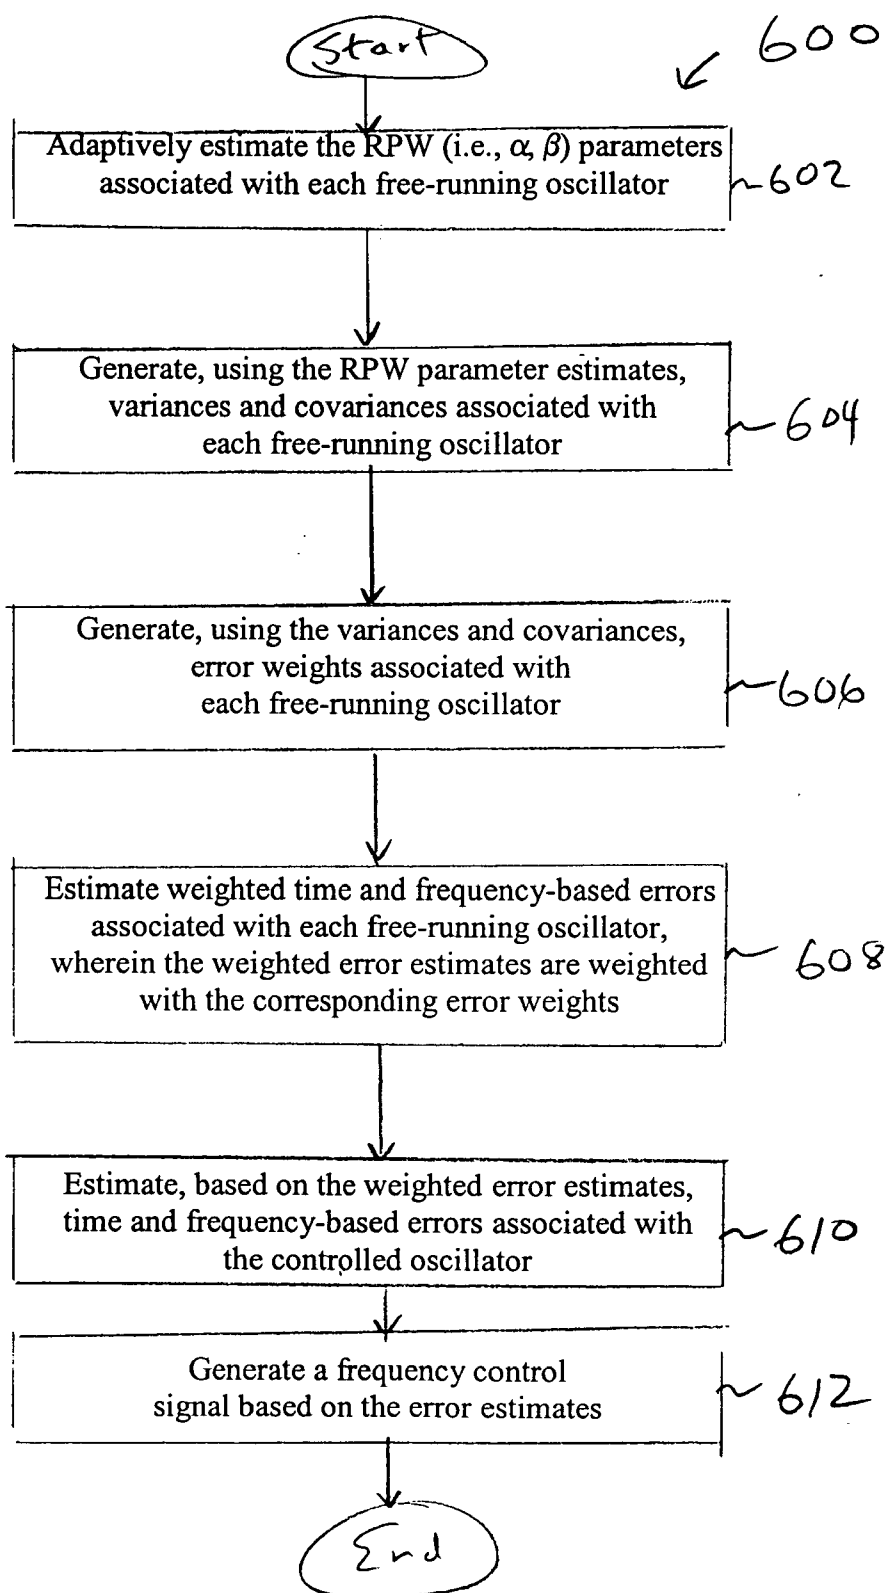 Start
600
Adaptively estimate the RPW (i.e., α, β) parameters
associated with each free-running oscillator
602
Generate, using the RPW parameter estimates,
variances and covariances associated with
each free-running oscillator
604
Generate, using the variances and covariances,
error weights associated with
each free-running oscillator
606
Estimate weighted time and frequency-based errors
associated with each free-running oscillator,
wherein the weighted error estimates are weighted
with the corresponding error weights
608
Estimate, based on the weighted error estimates,
time and frequency-based errors associated with
the controlled oscillator
610
Generate a frequency control
signal based on the error estimates
612
End